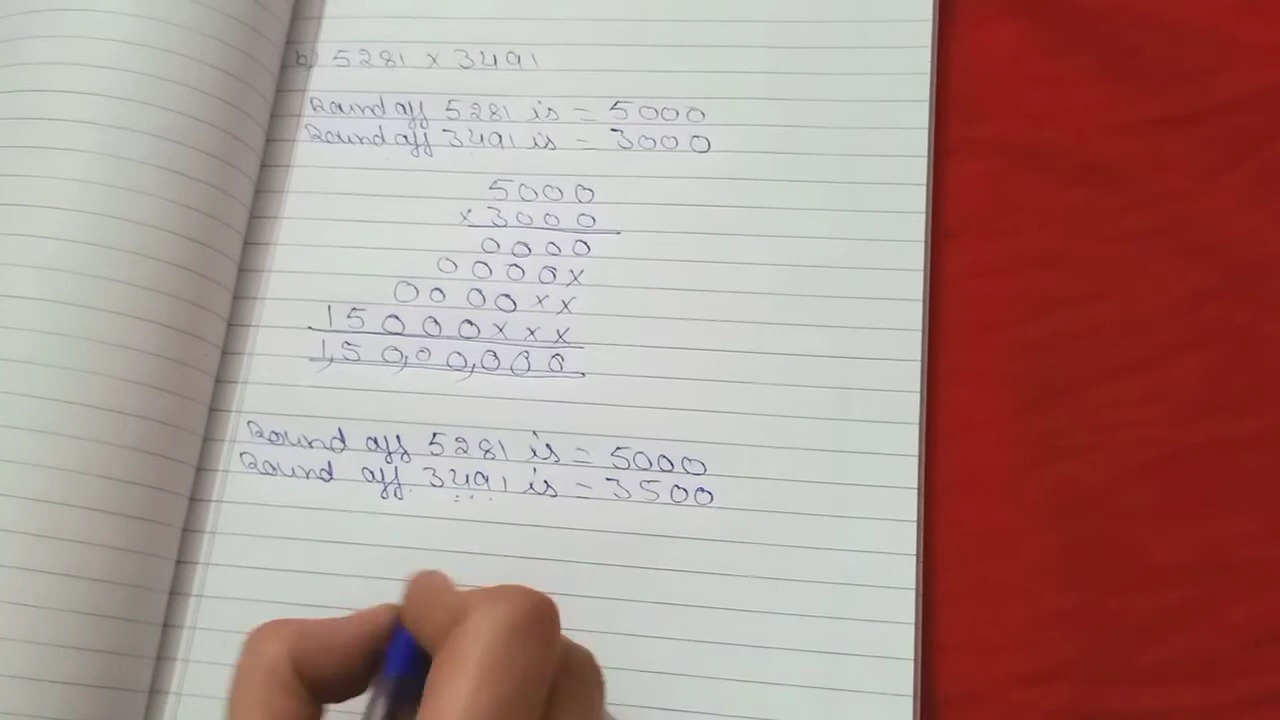 b) 5281 x 3491
Round off 5281 is = 5000
Round off 3491 is = 3000
5000
x 3000
0000
0000x
0000xx
15000xxx
1,50,00,000
Round off 5281 is = 5000
Round off 3491 is = 3500